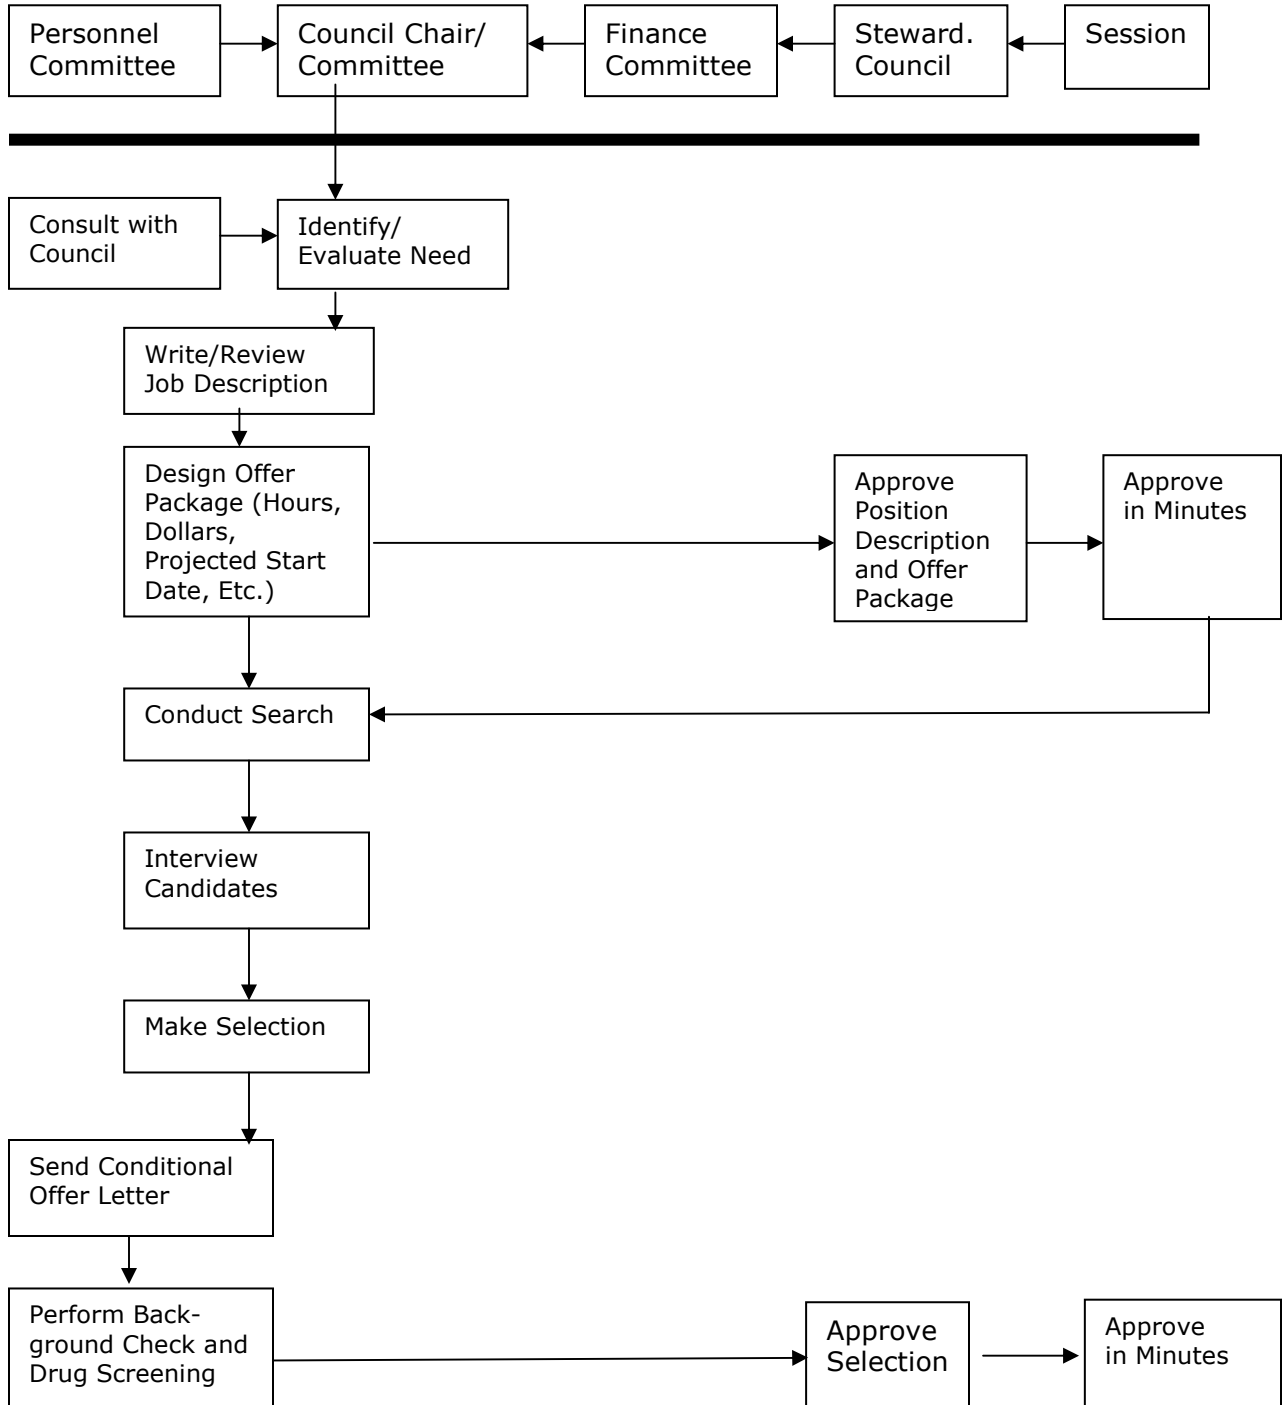 Personnel
Committee
Council Chair/
Committee
Finance
Committee
Steward.
Council
Session
Consult with
Council
Identify/
Evaluate Need
Write/Review
Job Description
Design Offer
Package (Hours,
Dollars,
Projected Start
Date, Etc.)
Approve
Position
Description
and Offer
Package
Approve
in Minutes
Conduct Search
Interview
Candidates
Make Selection
Send Conditional
Offer Letter
Perform Back-
ground Check and
Drug Screening
Approve
Selection
Approve
in Minutes